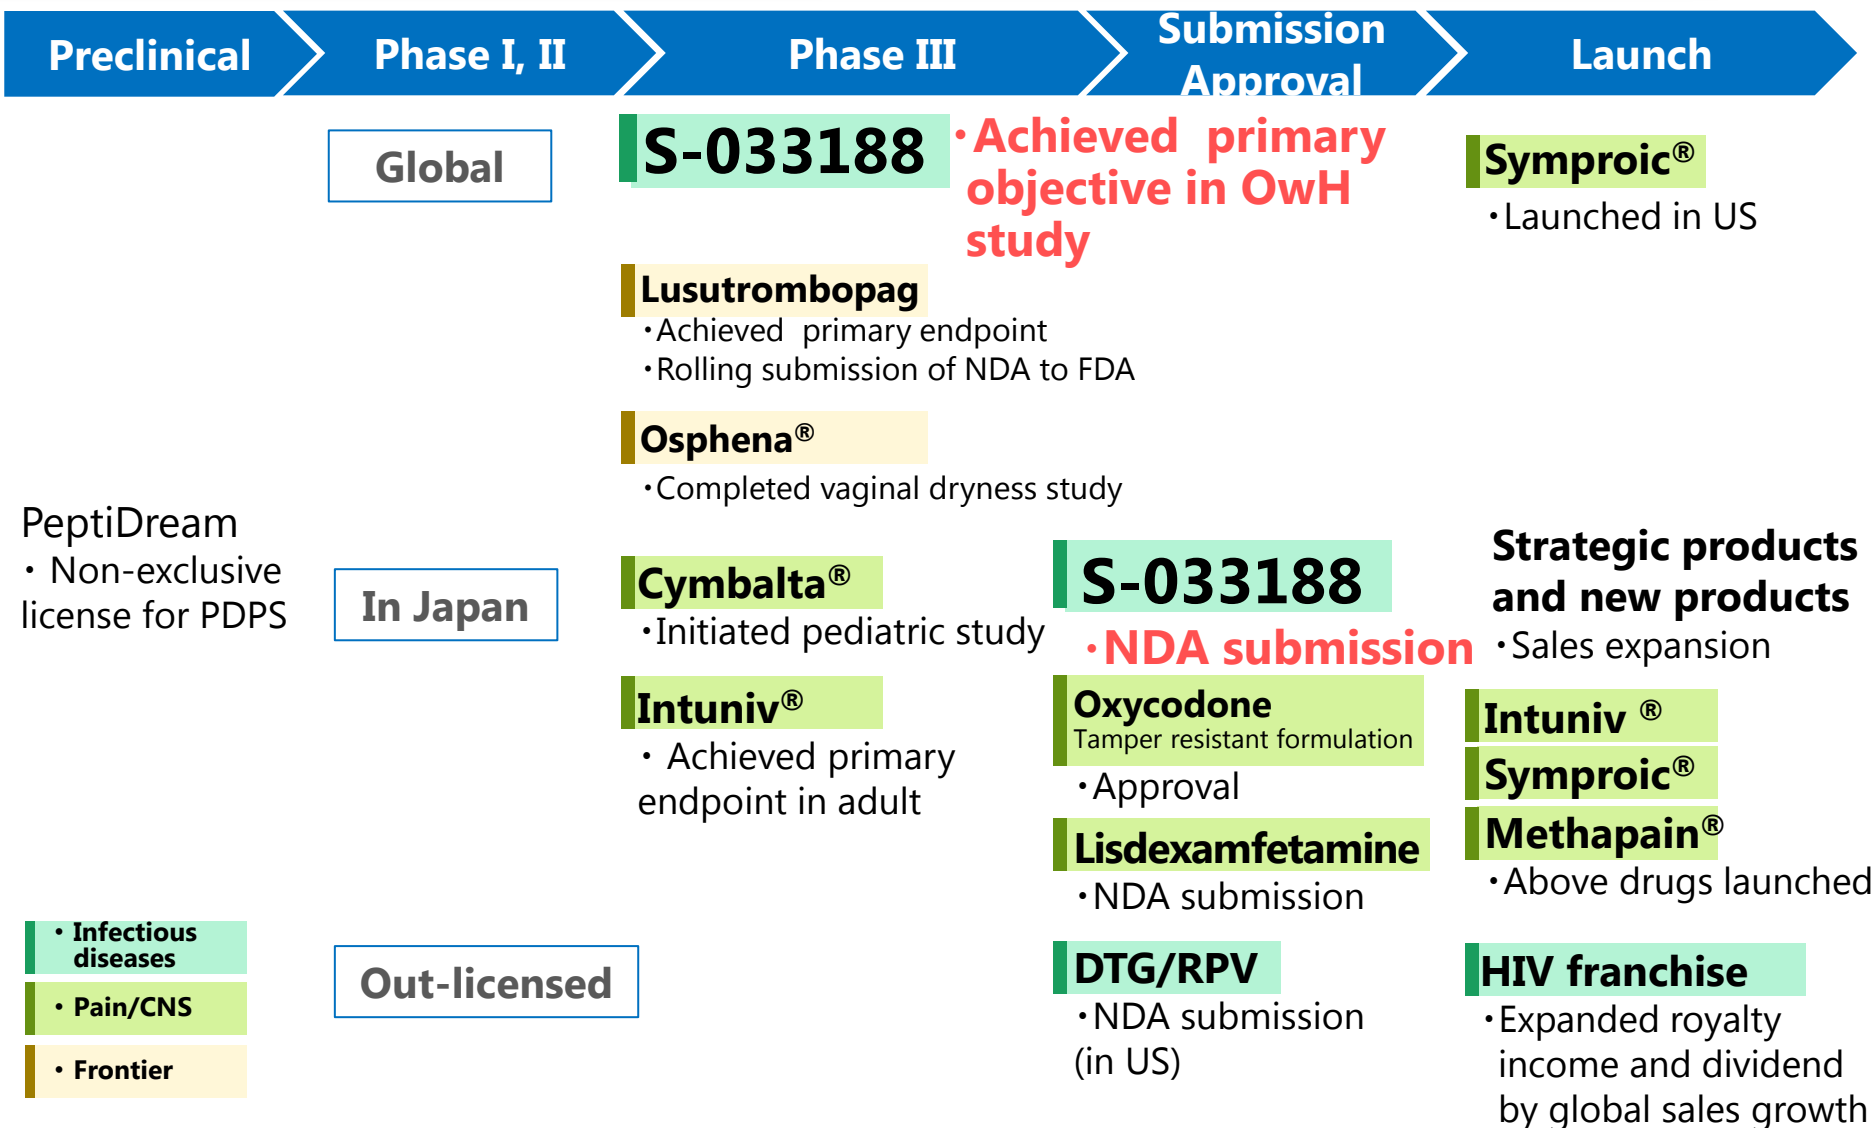 Preclinical
Phase I, II
Phase III
Submission
Approval
Launch
Global
S-033188
・Achieved  primary
objective in OwH
study
Symproic®
・Launched in US
Lusutrombopag
・Achieved  primary endpoint
・Rolling submission of NDA to FDA
Osphena®
・Completed vaginal dryness study
PeptiDream
・ Non-exclusive
license for PDPS
In Japan
Cymbalta®
・Initiated pediatric study
Intuniv®
・ Achieved primary
endpoint in adult
S-033188
・NDA submission
Oxycodone
Tamper resistant formulation
・Approval
Lisdexamfetamine
・NDA submission
Strategic products
and new products
・Sales expansion
Intuniv ®
Symproic®
Methapain®
・Above drugs launched
・ Infectious
diseases
・ Pain/CNS
・ Frontier
Out-licensed
DTG/RPV
・NDA submission
(in US)
HIV franchise
・Expanded royalty
income and dividend
by global sales growth